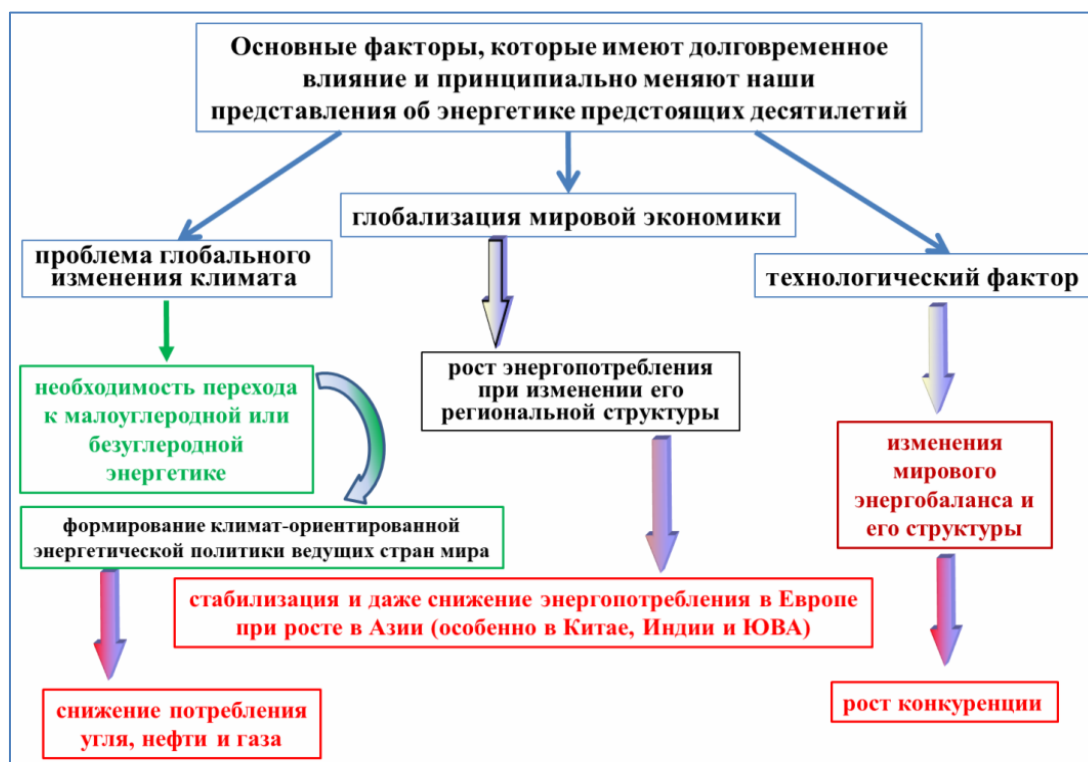 Основные факторы, которые имеют долговременное
влияние и принципиально меняют наши
представления об энергетике предстоящих десятилетий
глобализация мировой экономики
проблема глобального
изменения климата
технологический фактор
необходимость перехода
к малоуглеродной или
безуглеродной
энергетике
рост энергопотребления
при изменении его
региональной структуры
изменения
мирового
энергобаланса и
его структуры
формирование климат-ориентированной
энергетической политики ведущих стран мира
стабилизация и даже снижение энергопотребления в Европе
при росте в Азии (особенно в Китае, Индии и ЮВА)
снижение потребления
угля, нефти и газа
рост конкуренции